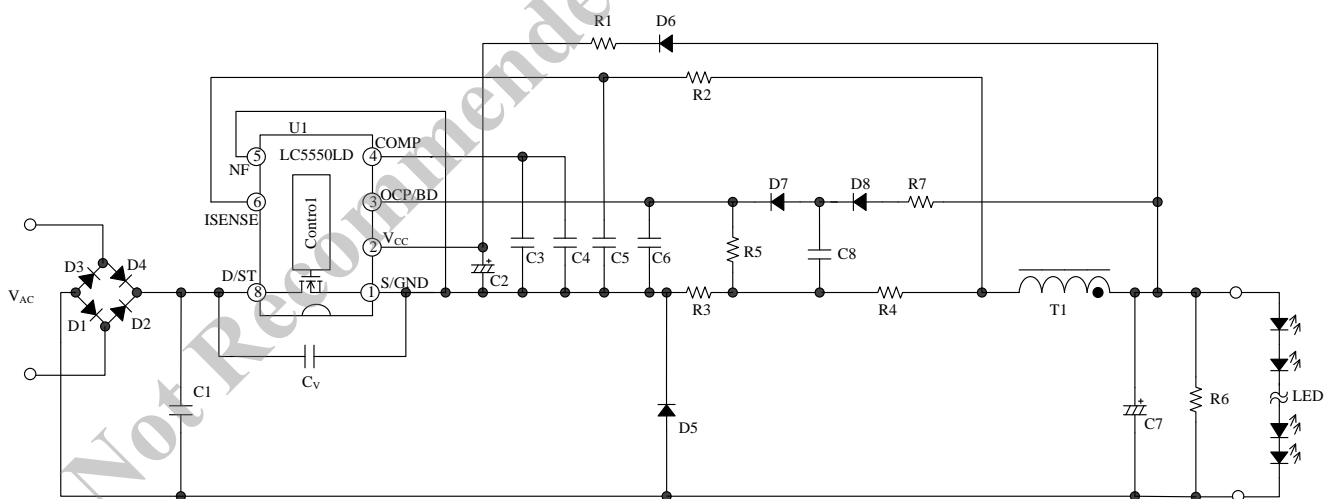 R1
D6
R2
U1
COMP
LC5550LD
NF
5
4
D7
D8
R7
6
3
OCP/BD
ISENSE
Control
VCC
2
R5
C8
C2
C3
C4
C5
C6
D3
D4
D/ST
S/GND
VAC
8
1
D1
D2
R3
R4
T1
C1
CV
D5
C7
R6
LED
Not Recommende